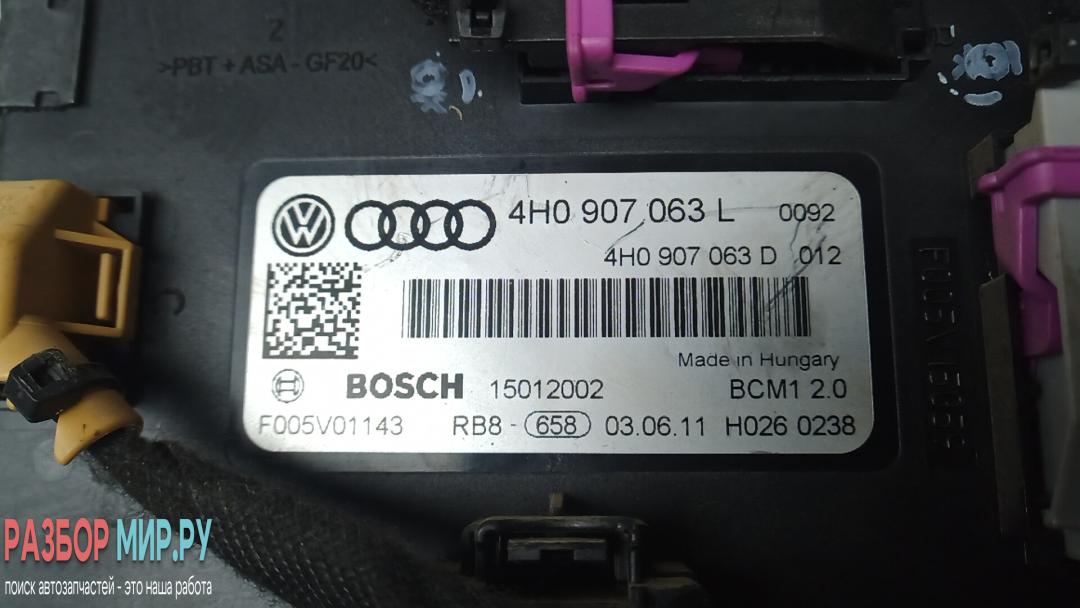 2
>PBT + ASA - GF20<
4H0 907 063 L 0092
4H0 907 063 D 012
Made in Hungary
BOSCH 15012002 BCM1 2.0
F005V01143 RB8 - 658 03.06.11 H026 0238
РАЗБОР МИР.РУ
поиск автозапчастей - это наша работа